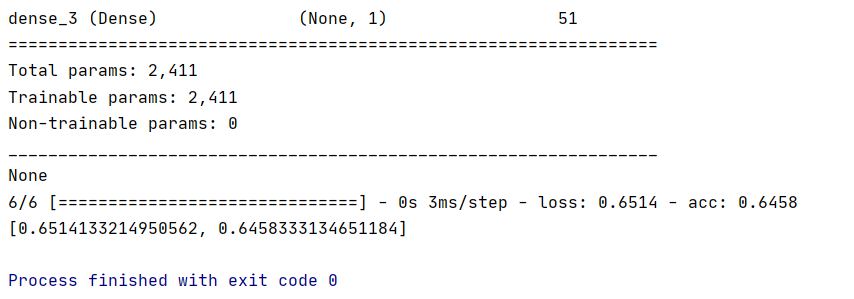 dense_3 (Dense)              (None, 1)                 51
=================================================================
Total params: 2,411
Trainable params: 2,411
Non-trainable params: 0
_________________________________________________________________
None
6/6 [==============================] - 0s 3ms/step - loss: 0.6514 - acc: 0.6458
[0.6514133214950562, 0.6458333134651184]
Process finished with exit code 0